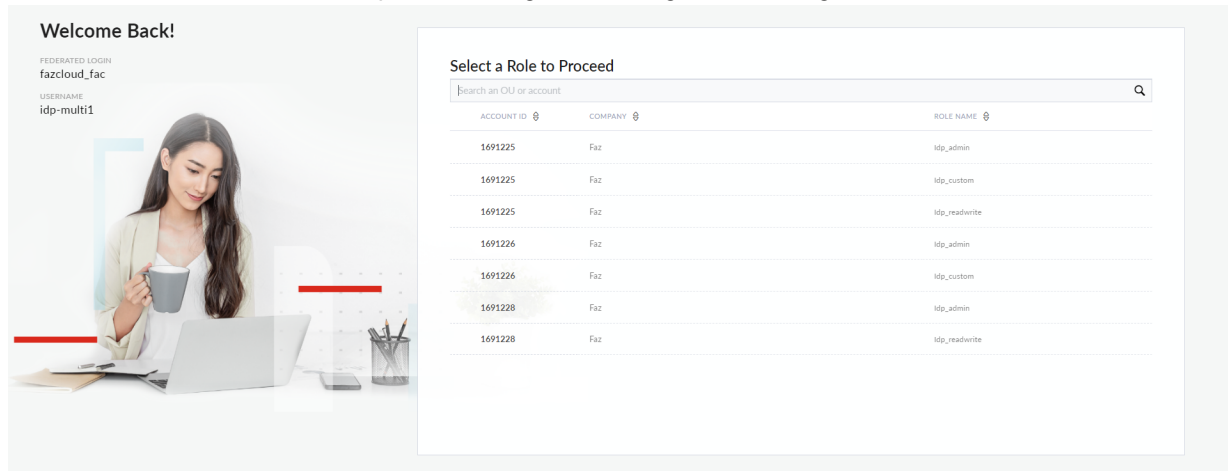 Welcome Back!
FEDERATED LOGIN
fazcloud_fac
USERNAME
idp-multi1
Select a Role to Proceed
Search an OU or account
ACCOUNT ID COMPANY ROLE NAME
1691225 Faz Idp_admin
1691225 Faz Idp_custom
1691225 Faz Idp_readwrite
1691226 Faz Idp_admin
1691226 Faz Idp_custom
1691228 Faz Idp_admin
1691228 Faz Idp_readwrite